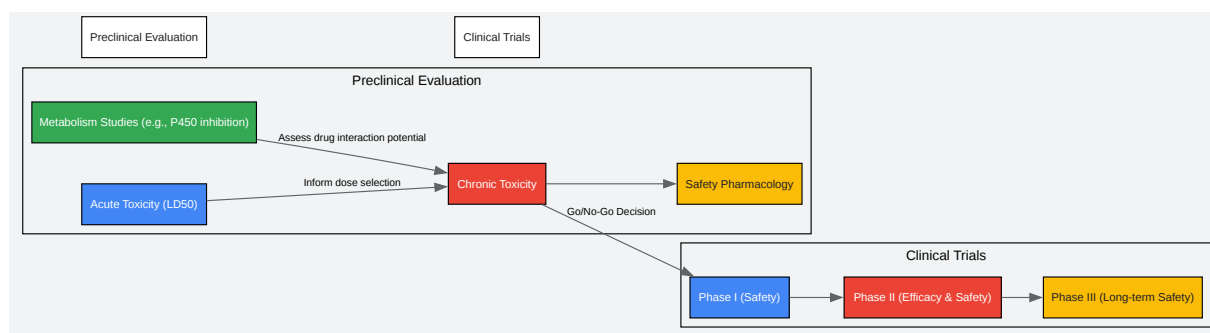 Preclinical Evaluation
Clinical Trials
Preclinical Evaluation
Metabolism Studies (e.g., P450 inhibition)
Assess drug interaction potential
Acute Toxicity (LD50)
Inform dose selection
Chronic Toxicity
Safety Pharmacology
Go/No-Go Decision
Clinical Trials
Phase I (Safety)
Phase II (Efficacy & Safety)
Phase III (Long-term Safety)